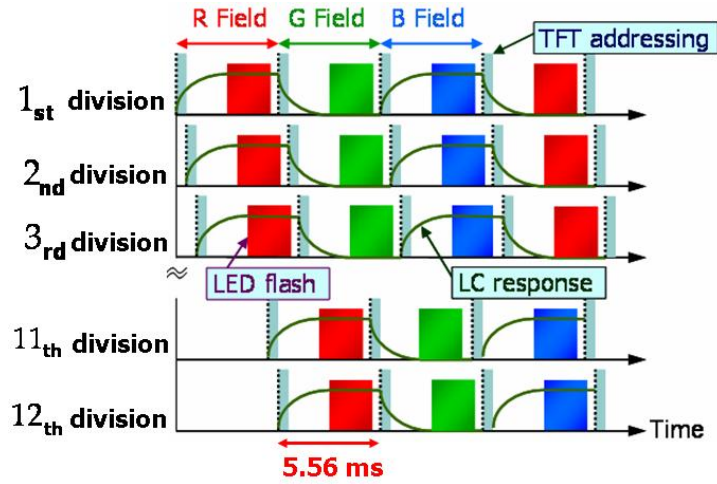 R Field G Field B Field
TFT addressing
1st division
2nd division
3rd division
LED flash
LC response
11th division
12th division
Time
5.56 ms